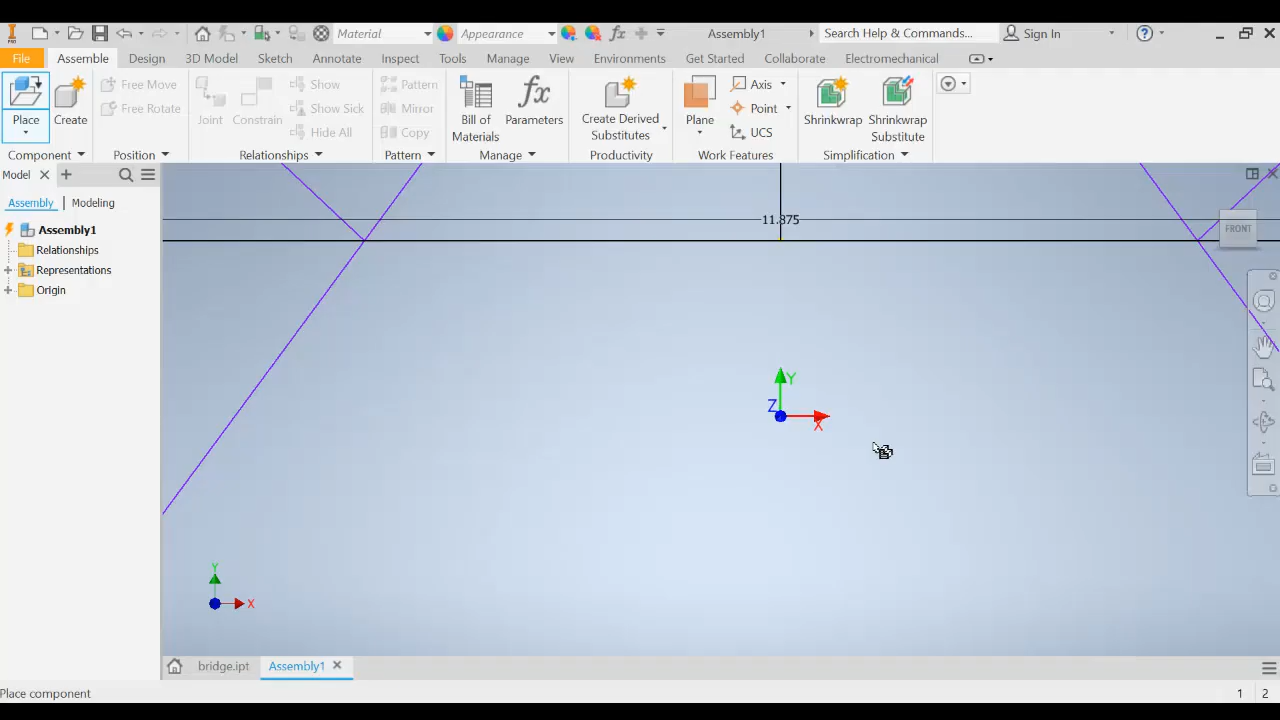 Material
Appearance
Assembly1
Search Help & Commands...
Sign In
File
Assemble
Design
3D Model
Sketch
Annotate
Inspect
Tools
Manage
View
Environments
Get Started
Collaborate
Electromechanical
Place
Create
Free Move
Free Rotate
Joint
Constrain
Show
Show Sick
Hide All
Pattern
Mirror
Copy
Bill of
Materials
fx
Parameters
Create Derived
Substitutes
Plane
Axis
Point
UCS
Shrinkwrap
Shrinkwrap
Substitute
Component
Position
Relationships
Pattern
Manage
Productivity
Work Features
Simplification
Model
Assembly
Modeling
Assembly1
Relationships
Representations
Origin
11.875
FRONT
Y
Z
X
Y
X
bridge.ipt
Assembly1
Place component
1
2